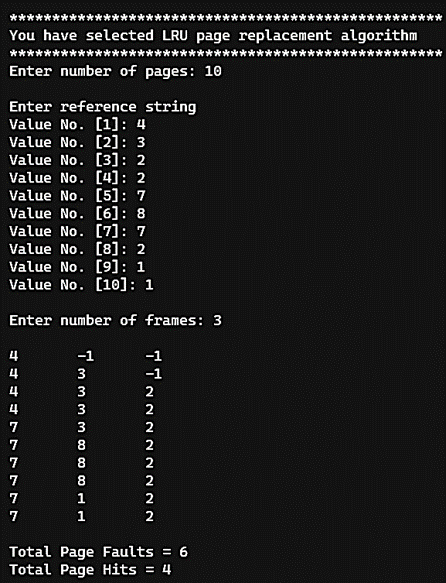 **************************************************
You have selected LRU page replacement algorithm
**************************************************
Enter number of pages: 10
Enter reference string
Value No. [1]: 4
Value No. [2]: 3
Value No. [3]: 2
Value No. [4]: 2
Value No. [5]: 7
Value No. [6]: 8
Value No. [7]: 7
Value No. [8]: 2
Value No. [9]: 1
Value No. [10]: 1
Enter number of frames: 3
4 -1 -1
4 3 -1
4 3 2
4 3 2
7 3 2
7 8 2
7 8 2
7 8 2
7 1 2
7 1 2
Total Page Faults = 6
Total Page Hits = 4